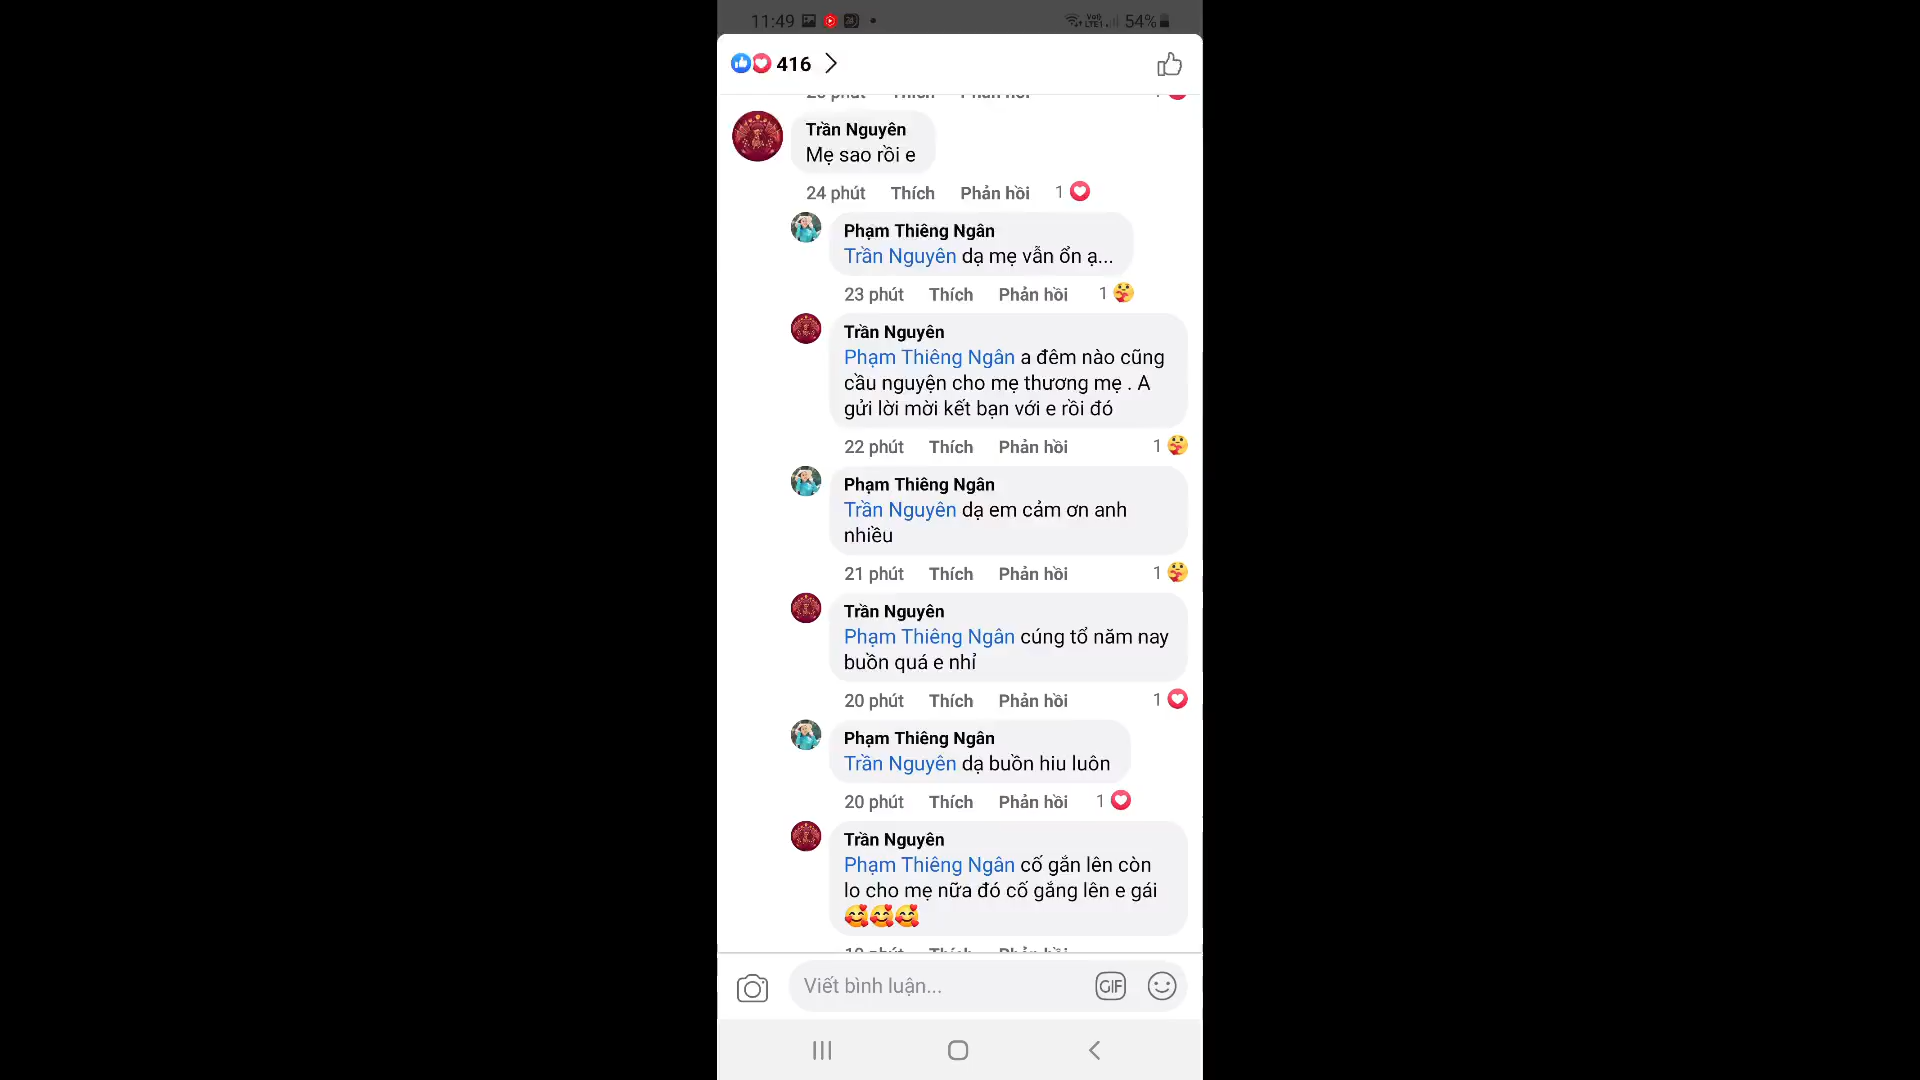 11:49
54%
416
Trần Nguyên
Mẹ sao rồi e
24 phút Thích Phản hồi 1
Phạm Thiêng Ngân
Trần Nguyên dạ mẹ vẫn ổn ạ...
23 phút Thích Phản hồi 1
Trần Nguyên
Phạm Thiêng Ngân a đêm nào cũng
cầu nguyện cho mẹ thương mẹ . A
gửi lời mời kết bạn với e rồi đó
22 phút Thích Phản hồi 1
Phạm Thiêng Ngân
Trần Nguyên dạ em cảm ơn anh
nhiều
21 phút Thích Phản hồi 1
Trần Nguyên
Phạm Thiêng Ngân cúng tổ năm nay
buồn quá e nhỉ
20 phút Thích Phản hồi 1
Phạm Thiêng Ngân
Trần Nguyên dạ buồn hiu luôn
20 phút Thích Phản hồi 1
Trần Nguyên
Phạm Thiêng Ngân cố gắn lên còn
lo cho mẹ nữa đó cố gắng lên e gái
🥰🥰🥰
Viết bình luận...
GIF